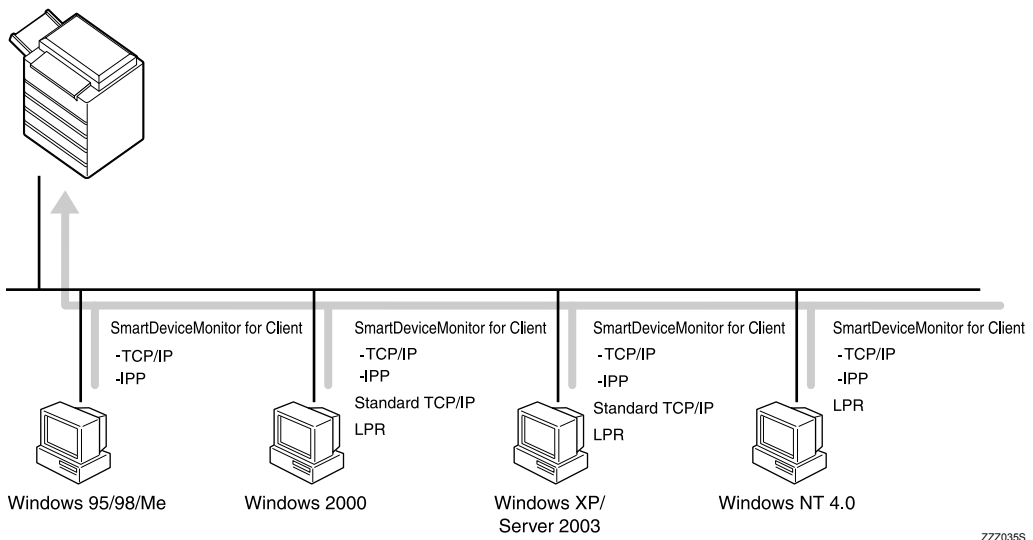 SmartDeviceMonitor for Client
-TCP/IP
-IPP
Windows 95/98/Me
SmartDeviceMonitor for Client
-TCP/IP
-IPP
Standard TCP/IP
LPR
Windows 2000
SmartDeviceMonitor for Client
-TCP/IP
-IPP
Standard TCP/IP
LPR
Windows XP/
Server 2003
SmartDeviceMonitor for Client
-TCP/IP
-IPP
LPR
Windows NT 4.0
ZZZ035S